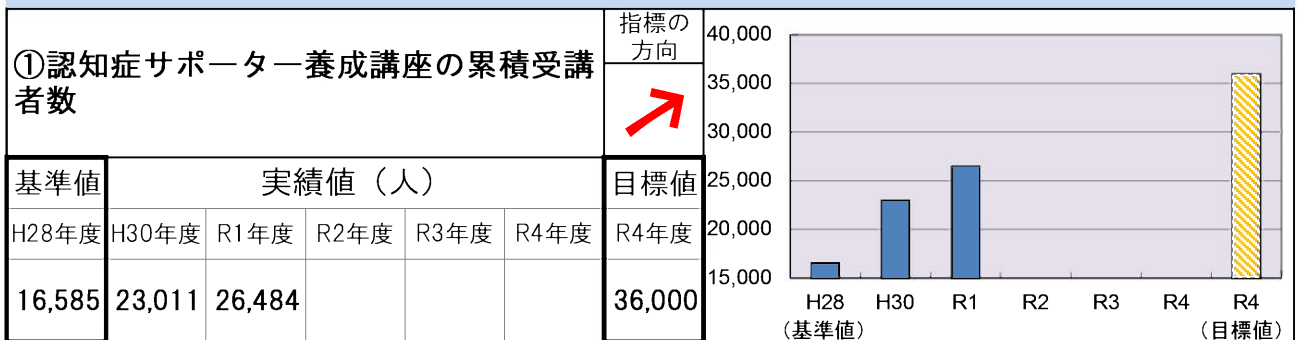 ①認知症サポーター養成講座の累積受講
者数
指標の
方向
基準値 実績値（人） 目標値
H28年度 H30年度 R1年度 R2年度 R3年度 R4年度 R4年度
16,585 23,011 26,484 36,000
40,000
35,000
30,000
25,000
20,000
15,000
H28 H30 R1 R2 R3 R4 R4
（基準値） （目標値）